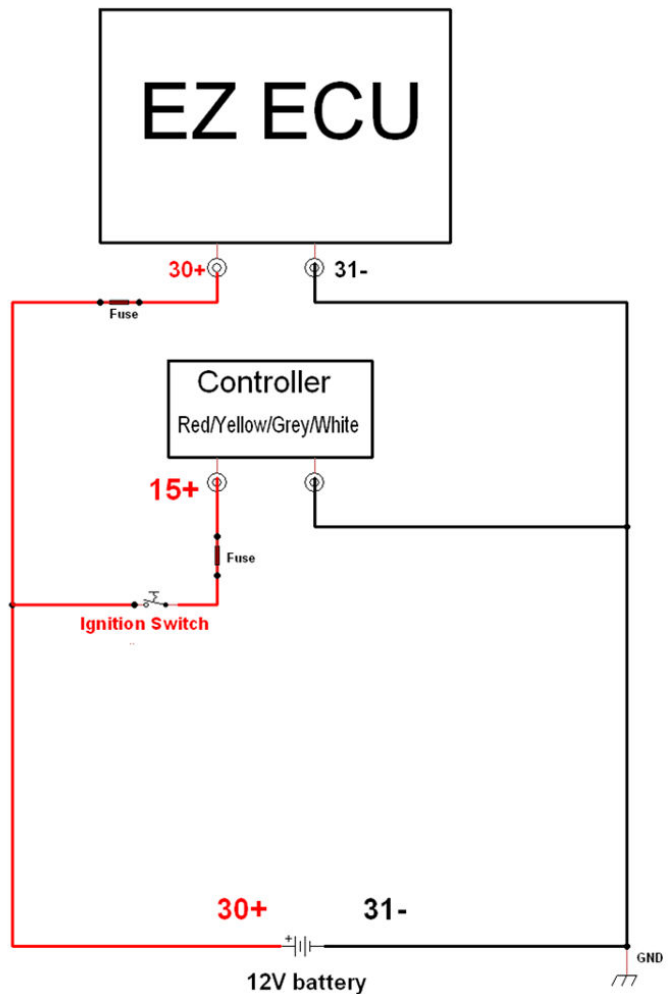 EZ ECU
30+
31-
Fuse
Controller
Red/Yellow/Grey/White
15+
Fuse
Ignition Switch
30+
31-
+
GND
12V battery